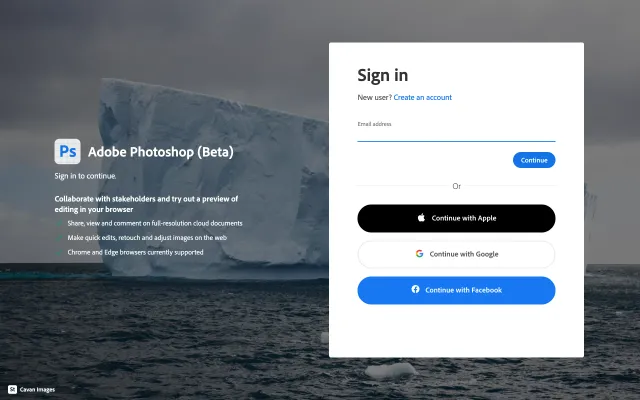 Ps Adobe Photoshop (Beta)
Sign in to continue.
Collaborate with stakeholders and try out a preview of
editing in your browser
Share, view and comment on full-resolution cloud documents
Make quick edits, retouch and adjust images on the web
Chrome and Edge browsers currently supported
St Cavan Images
Sign in
New user? Create an account
Email address
Continue
Or
Continue with Apple
Continue with Google
Continue with Facebook